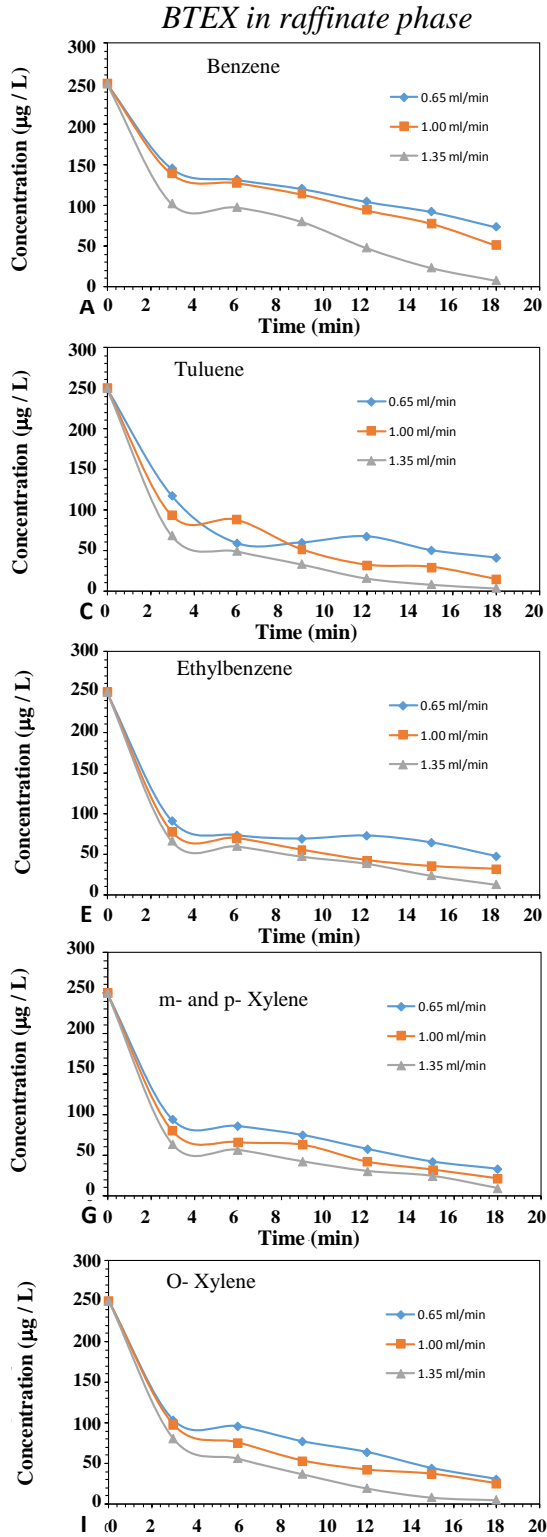 BTEX in raffinate phase
Concentration (µg / L)
300
250
200
150
100
50
0
Benzene
0.65 ml/min
1.00 ml/min
1.35 ml/min
0 2 4 6 8 10 12 14 16 18 20
A
Time (min)
Concentration (µg / L)
300
250
200
150
100
50
0
Tuluene
0.65 ml/min
1.00 ml/min
1.35 ml/min
0 2 4 6 8 10 12 14 16 18 20
C
Time (min)
Concentration (µg / L)
300
250
200
150
100
50
0
Ethylbenzene
0.65 ml/min
1.00 ml/min
1.35 ml/min
0 2 4 6 8 10 12 14 16 18 20
E
Time (min)
Concentration (µg / L)
300
250
200
150
100
50
0
m- and p- Xylene
0.65 ml/min
1.00 ml/min
1.35 ml/min
0 2 4 6 8 10 12 14 16 18 20
G
Time (min)
Concentration (µg / L)
300
250
200
150
100
50
0
O- Xylene
0.65 ml/min
1.00 ml/min
1.35 ml/min
I 0 2 4 6 8 10 12 14 16 18 20